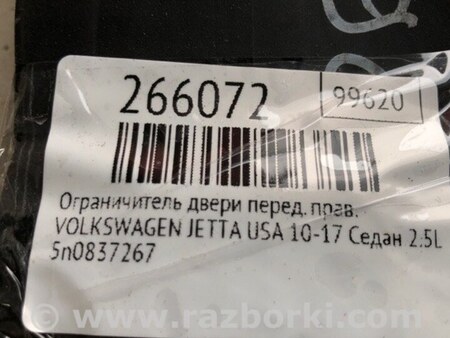 266072 99620
Ограничитель двери перед. прав.
VOLKSWAGEN JETTA USA 10-17 Седан 2.5L
5n0837267
© www.razborki.com